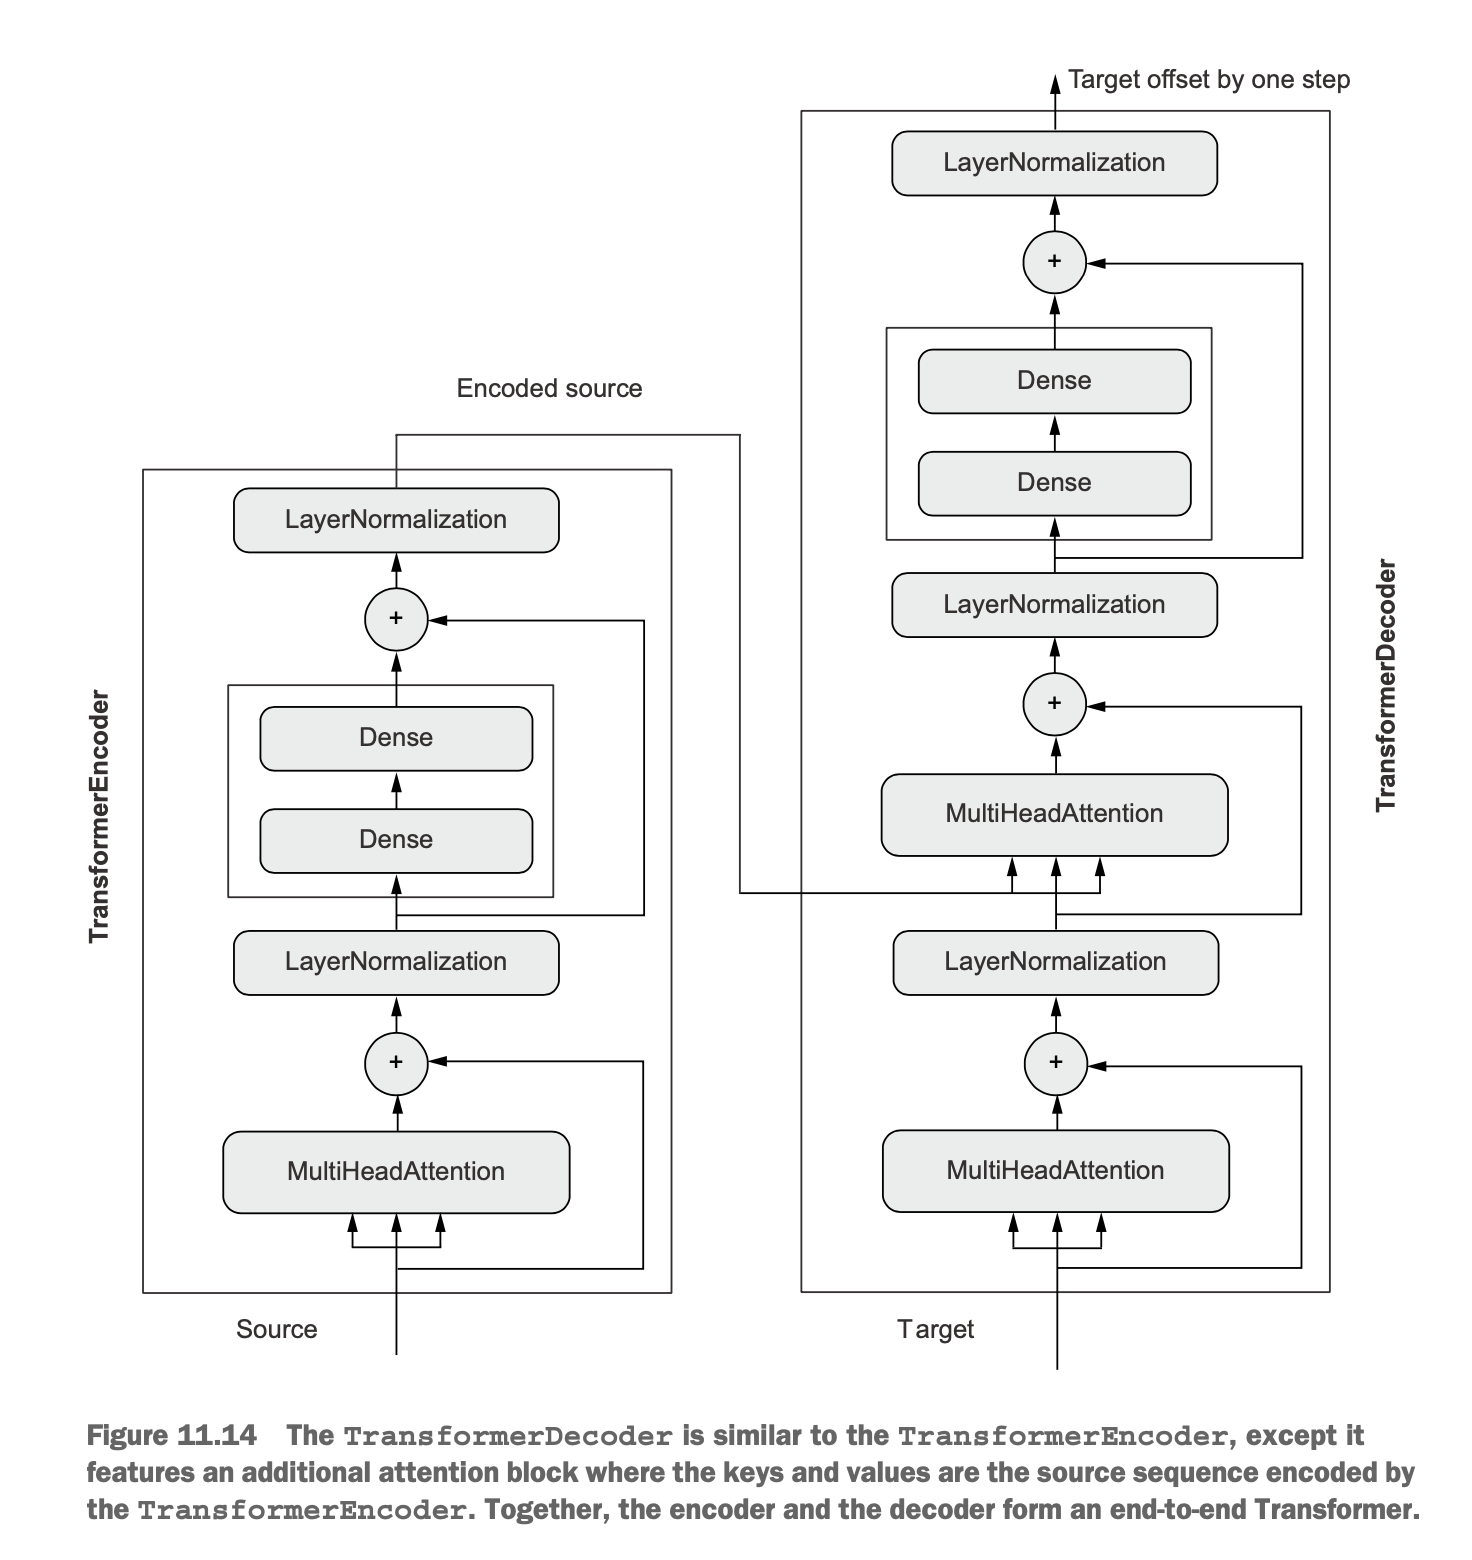 Target offset by one step
LayerNormalization
+
Dense
Dense
LayerNormalization
+
MultiHeadAttention
LayerNormalization
+
MultiHeadAttention
Target
TransformerDecoder
Encoded source
LayerNormalization
+
Dense
Dense
LayerNormalization
+
MultiHeadAttention
Source
TransformerEncoder
Figure 11.14 The TransformerDecoder is similar to the TransformerEncoder, except it
features an additional attention block where the keys and values are the source sequence encoded by
the TransformerEncoder. Together, the encoder and the decoder form an end-to-end Transformer.